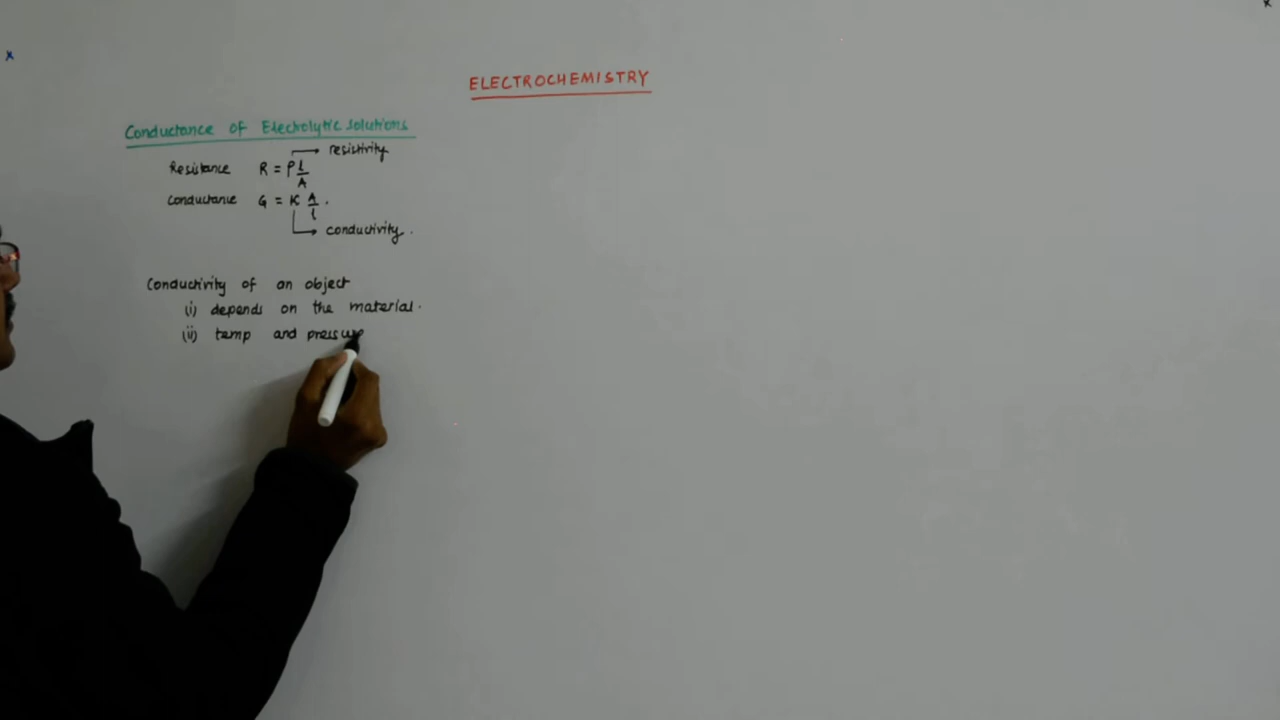 ELECTROCHEMISTRY
Conductance of Electrolytic solutions
→ resistivity
Resistance R = ρ l/A
Conductance G = K A/l .
→ conductivity .
Conductivity of an object
(i) depends on the material.
(ii) temp and pressure